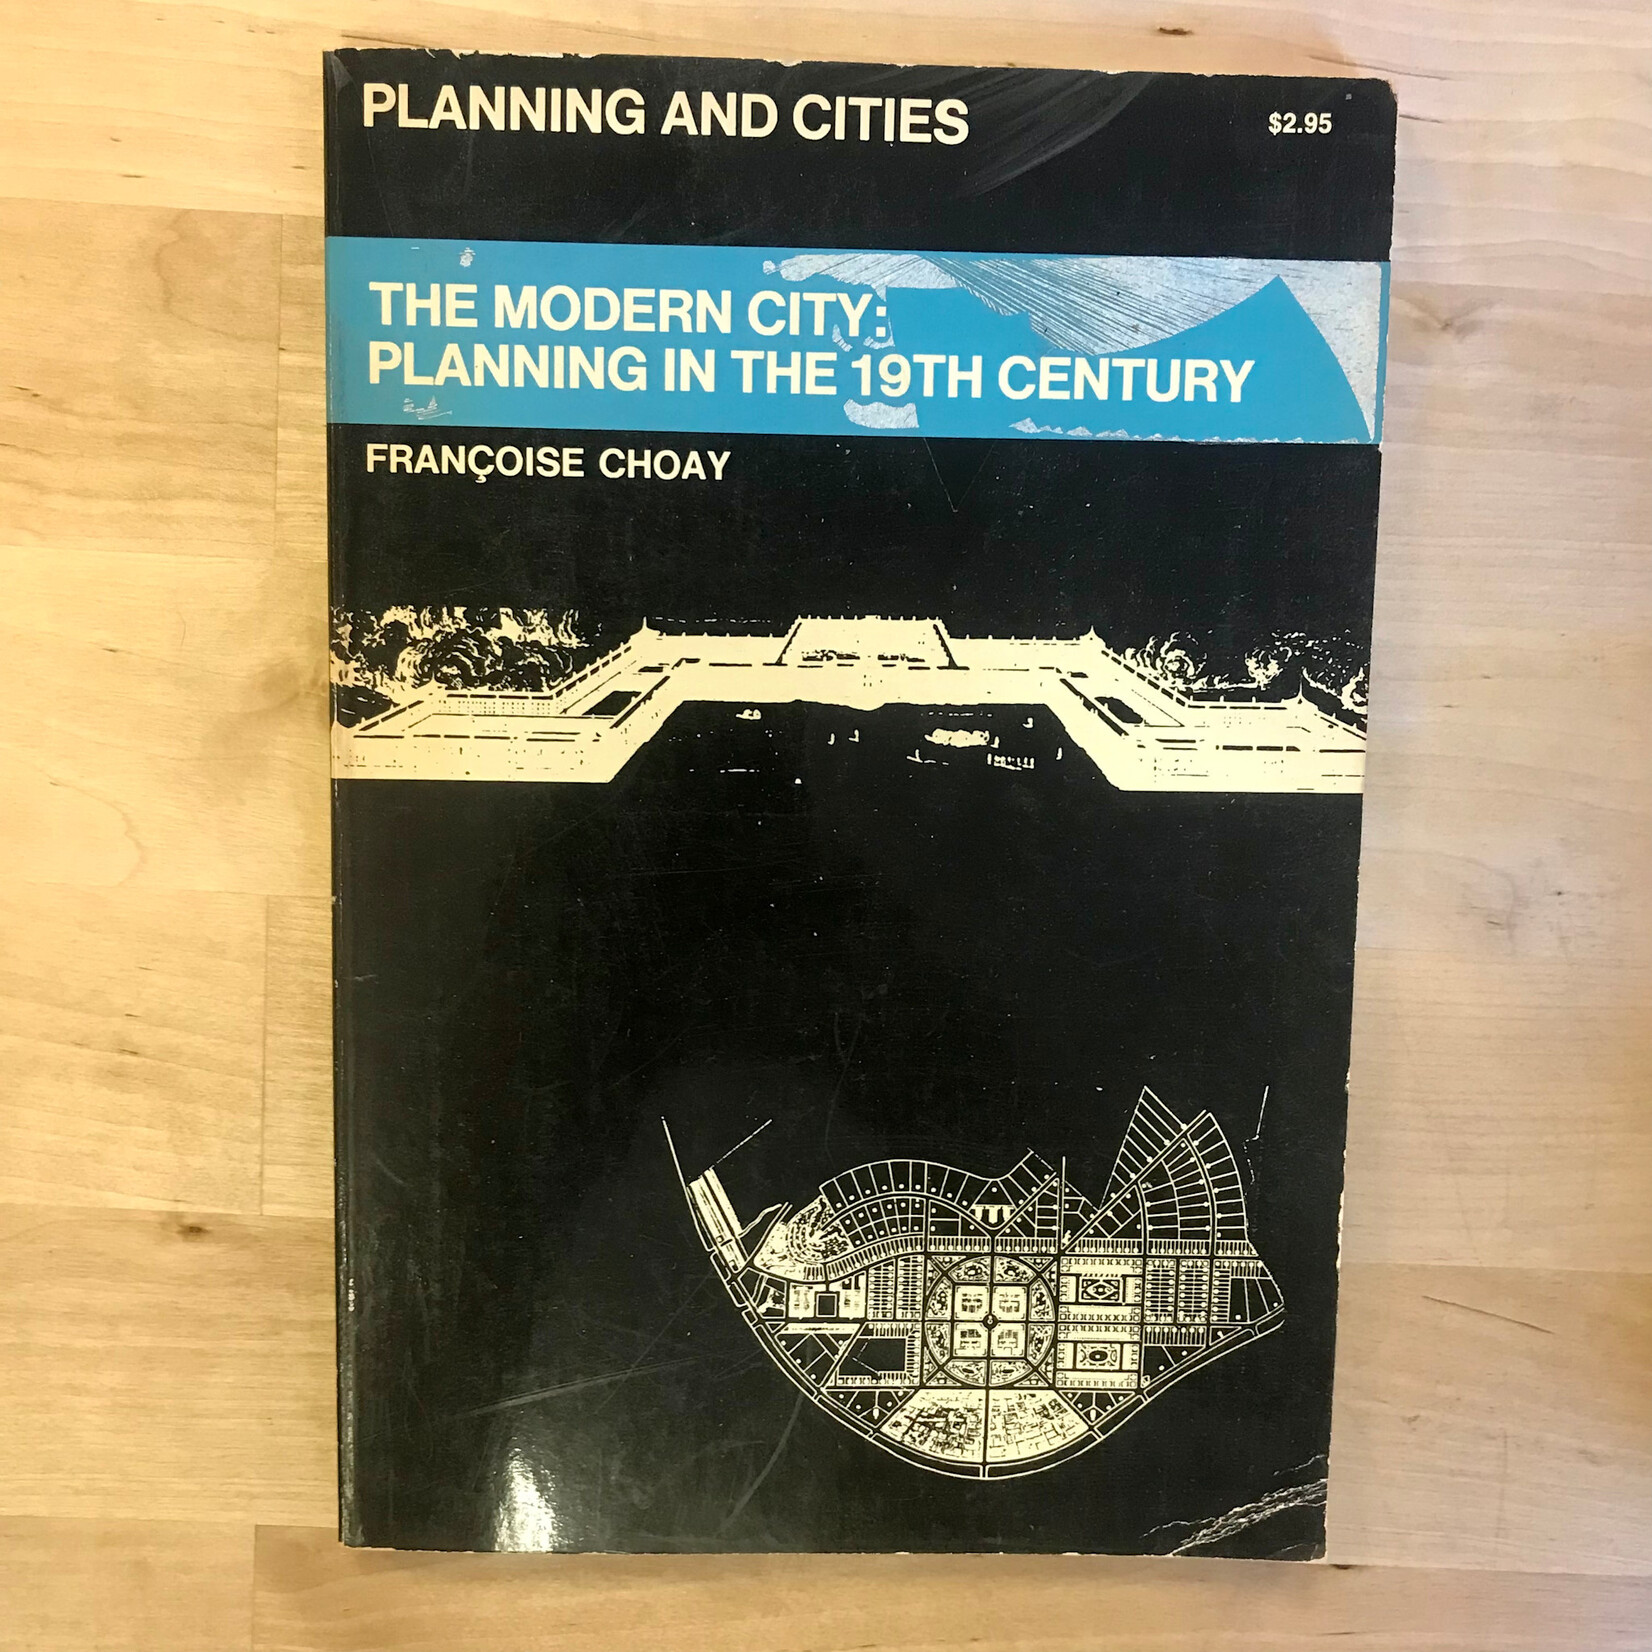 PLANNING AND CITIES
$2.95
THE MODERN CITY:
PLANNING IN THE 19TH CENTURY
FRANÇOISE CHOAY